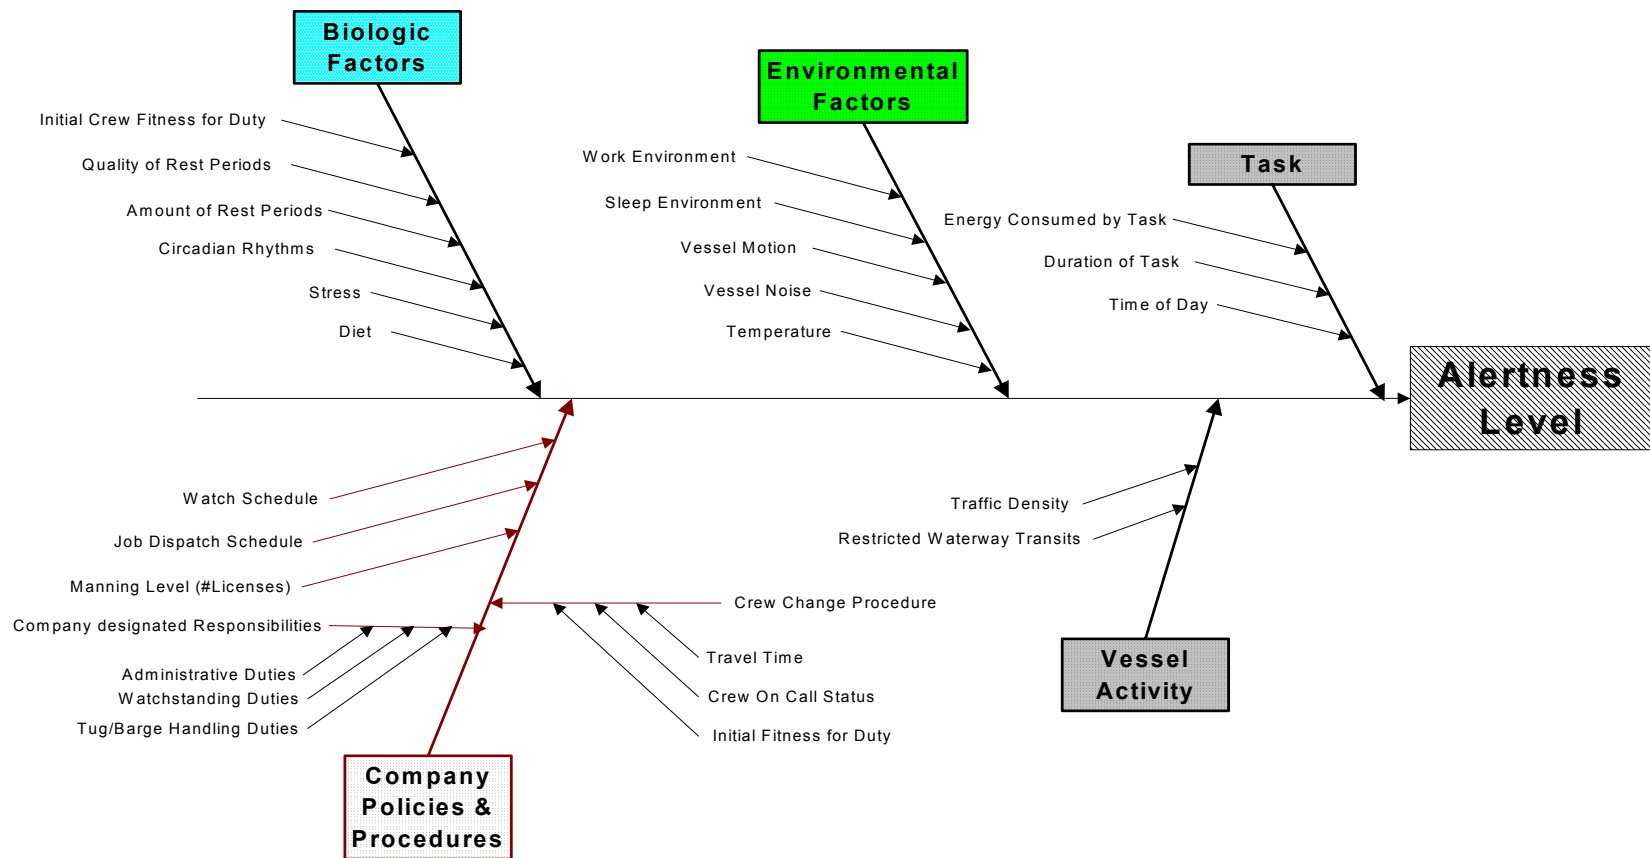 Biologic
Factors
Initial Crew Fitness for Duty
Quality of Rest Periods
Amount of Rest Periods
Circadian Rhythms
Stress
Diet
Environmental
Factors
Work Environment
Sleep Environment
Vessel Motion
Vessel Noise
Temperature
Task
Energy Consumed by Task
Duration of Task
Time of Day
Alertness
Level
Watch Schedule
Job Dispatch Schedule
Manning Level (#Licenses)
Company designated Responsibilities
Administrative Duties
Watchstanding Duties
Tug/Barge Handling Duties
Crew Change Procedure
Travel Time
Crew On Call Status
Initial Fitness for Duty
Company
Policies &
Procedures
Traffic Density
Restricted Waterway Transits
Vessel
Activity